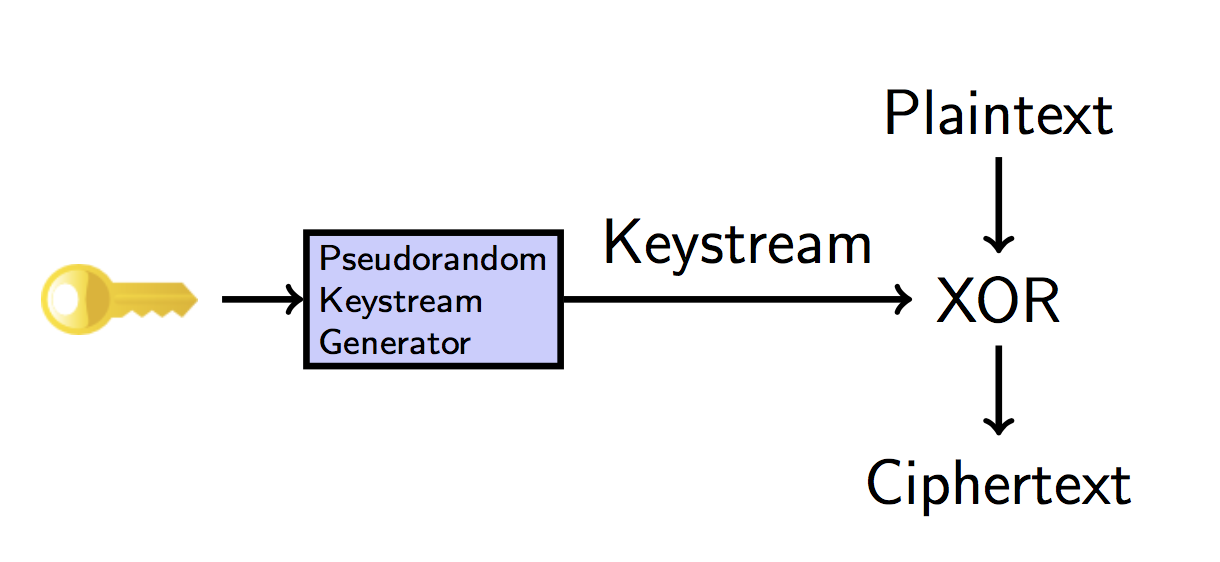 Plaintext
Keystream
Pseudorandom
Keystream
Generator
XOR
Ciphertext